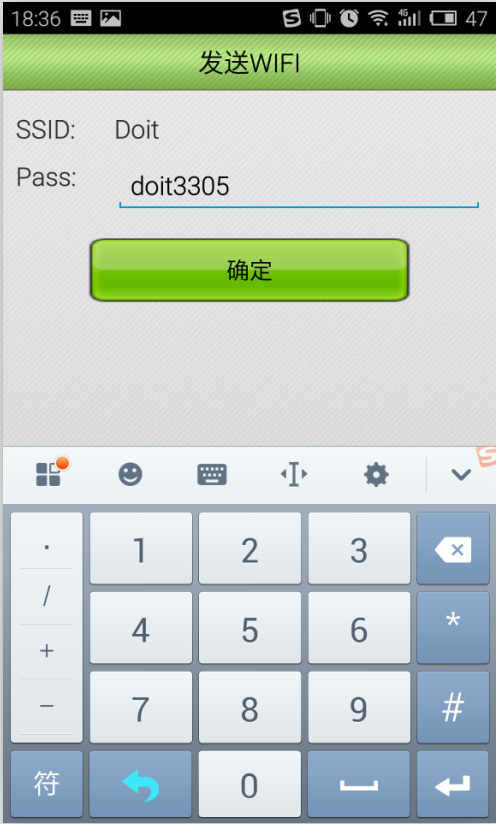 18:36 4G 47
发送WIFI
SSID: Doit
Pass: doit3305
确定
. 1 2 3
/ 4 5 6 *
+
− 7 8 9 #
符 0